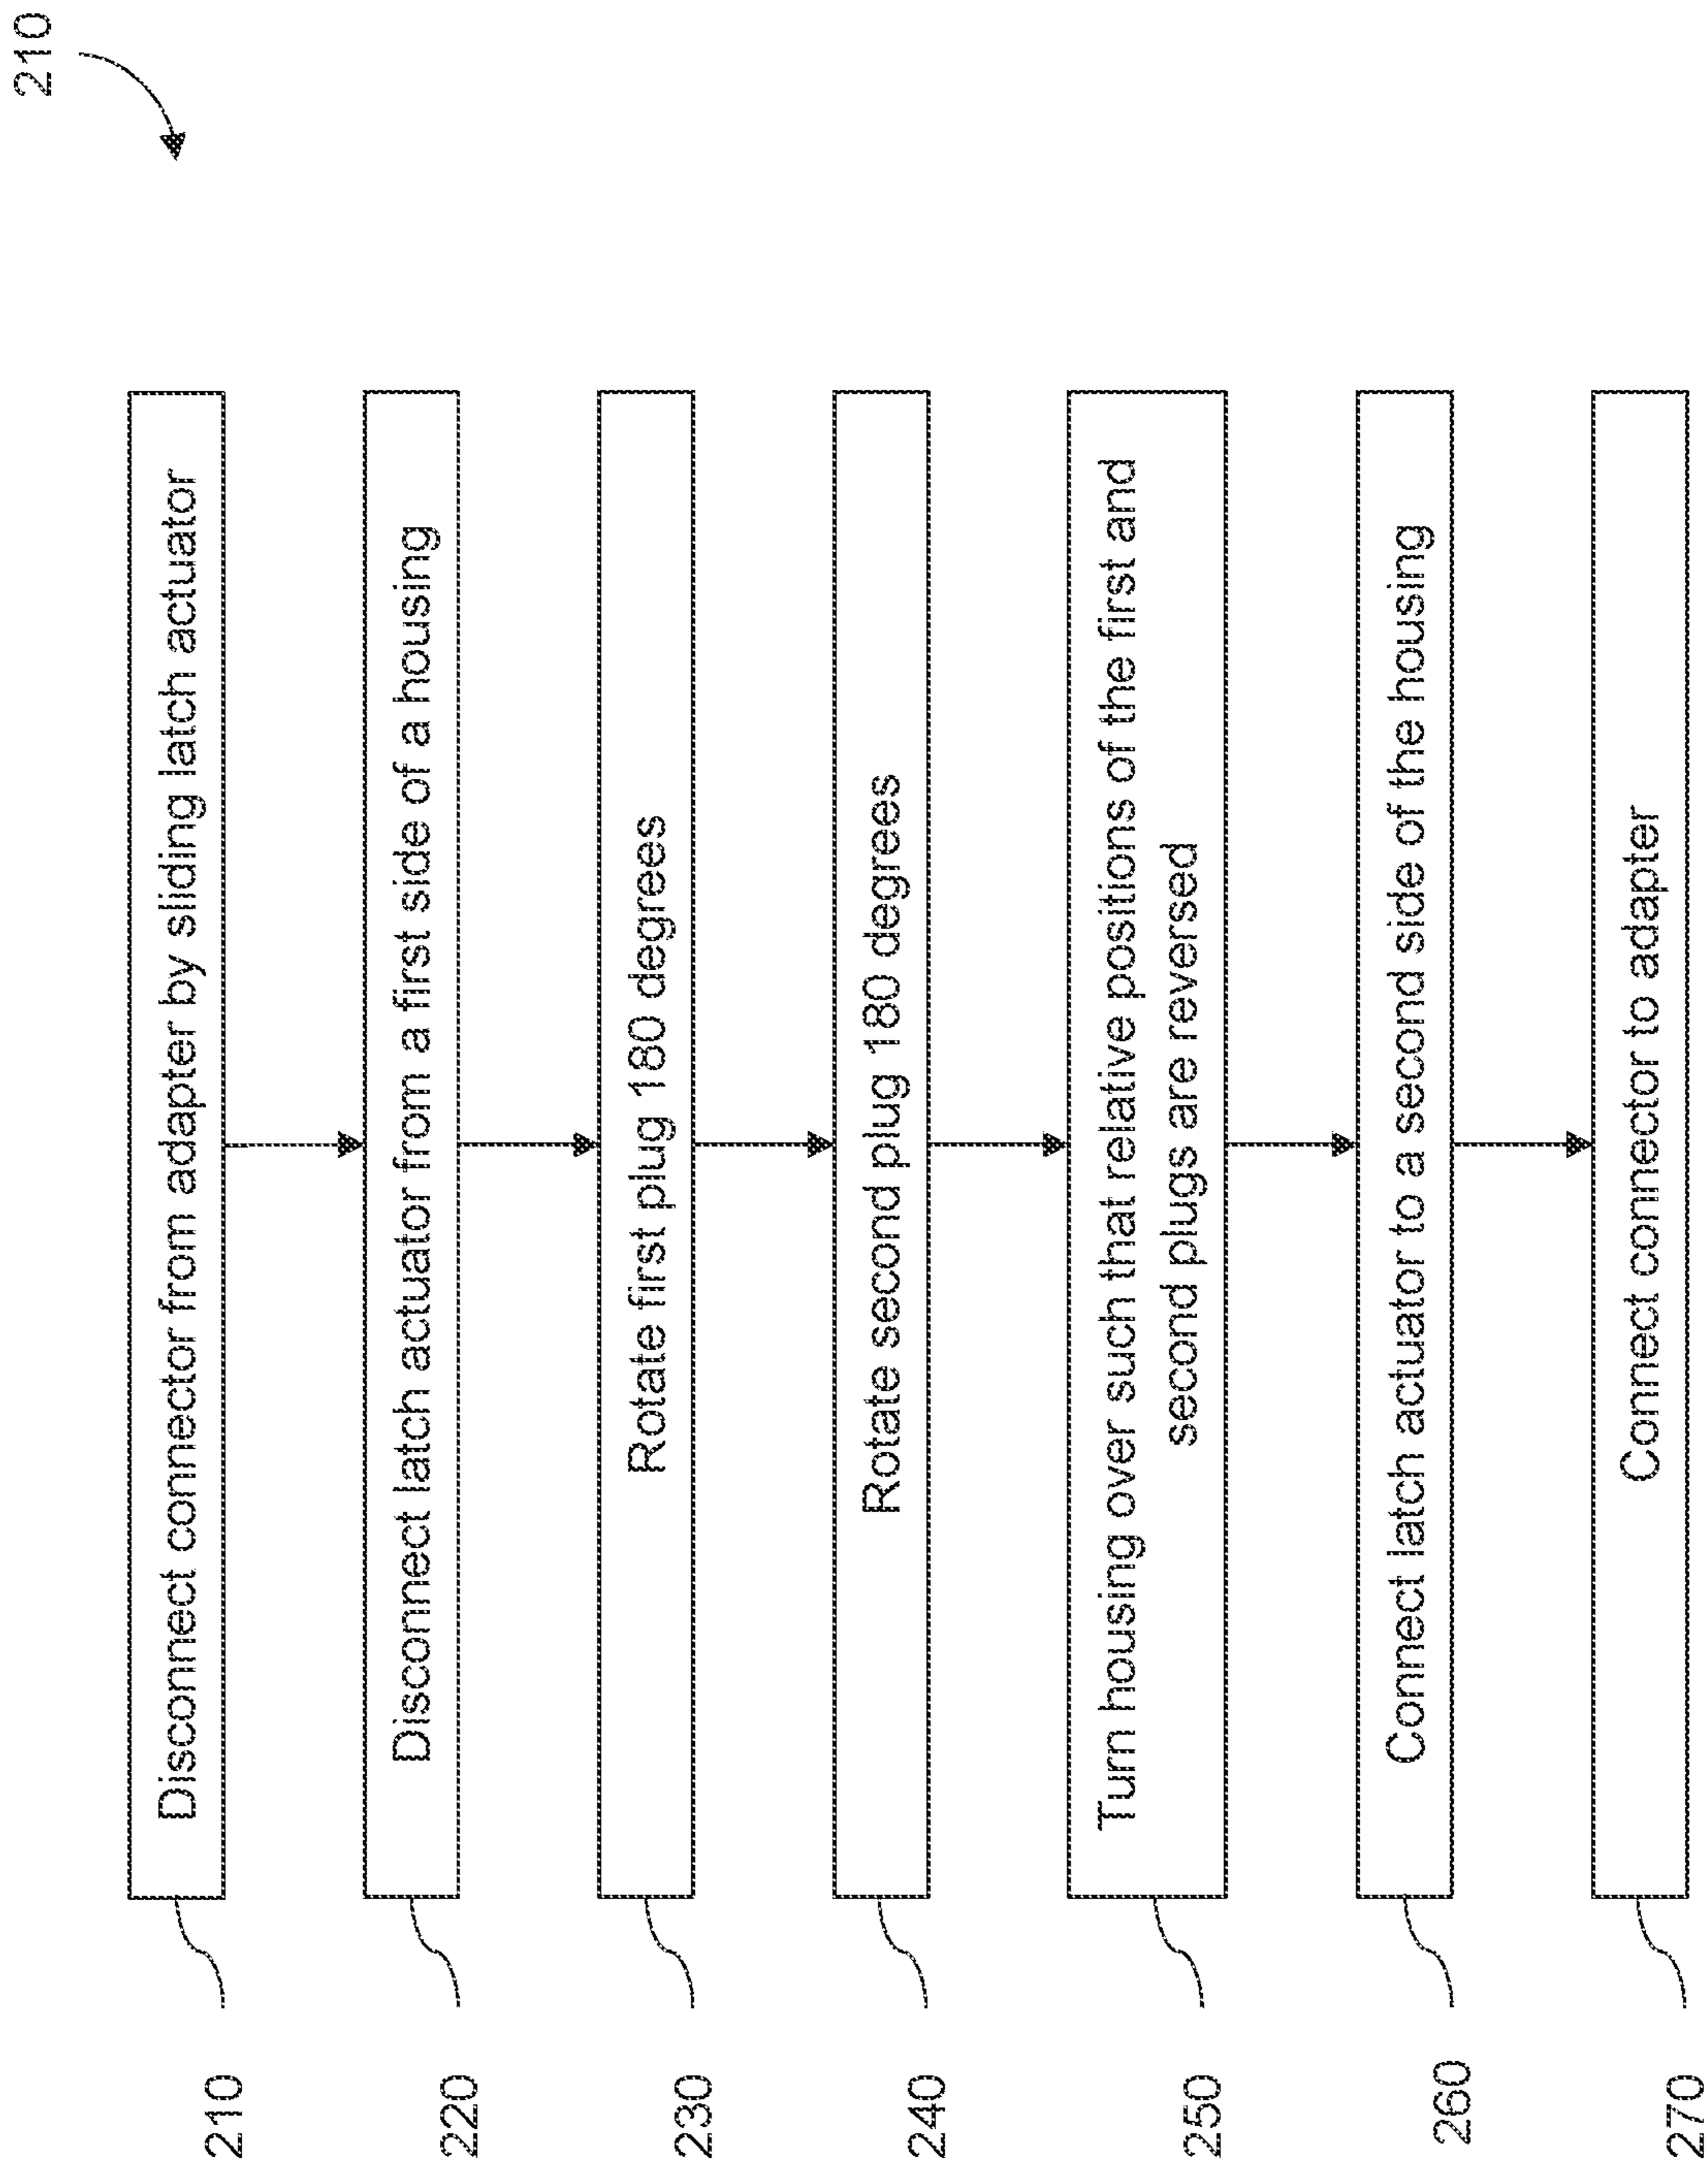 210
210
Disconnect connector from adapter by sliding latch actuator
220
Disconnect latch actuator from a first side of a housing
230
Rotate first plug 180 degrees
240
Rotate second plug 180 degrees
250
Turn housing over such that relative positions of the first and
second plugs are reversed
260
Connect latch actuator to a second side of the housing
270
Connect connector to adapter